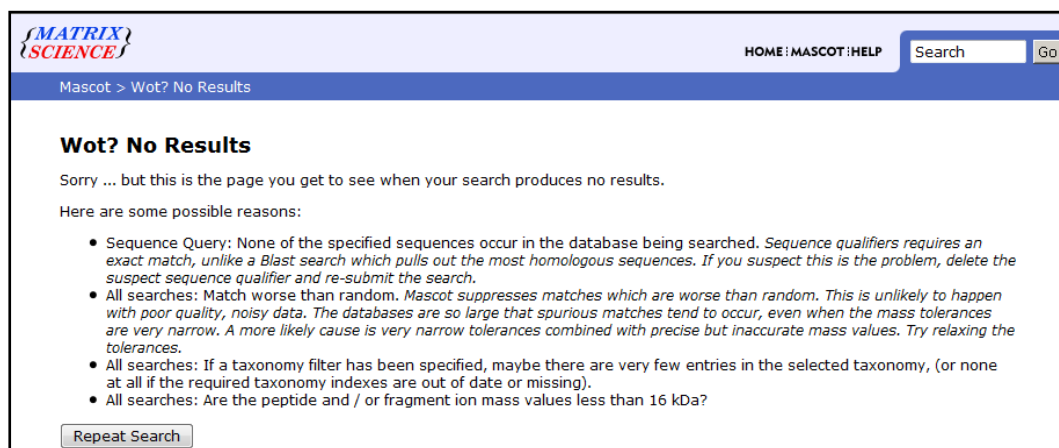 {MATRIX}
{SCIENCE}
HOME MASCOT HELP
Search
Go
Mascot > Wot? No Results
Wot? No Results
Sorry ... but this is the page you get to see when your search produces no results.
Here are some possible reasons:
• Sequence Query: None of the specified sequences occur in the database being searched. Sequence qualifiers requires an
exact match, unlike a Blast search which pulls out the most homologous sequences. If you suspect this is the problem, delete the
suspect sequence qualifier and re-submit the search.
• All searches: Match worse than random. Mascot suppresses matches which are worse than random. This is unlikely to happen
with poor quality, noisy data. The databases are so large that spurious matches tend to occur, even when the mass tolerances
are very narrow. A more likely cause is very narrow tolerances combined with precise but inaccurate mass values. Try relaxing the
tolerances.
• All searches: If a taxonomy filter has been specified, maybe there are very few entries in the selected taxonomy, (or none
at all if the required taxonomy indexes are out of date or missing).
• All searches: Are the peptide and / or fragment ion mass values less than 16 kDa?
Repeat Search